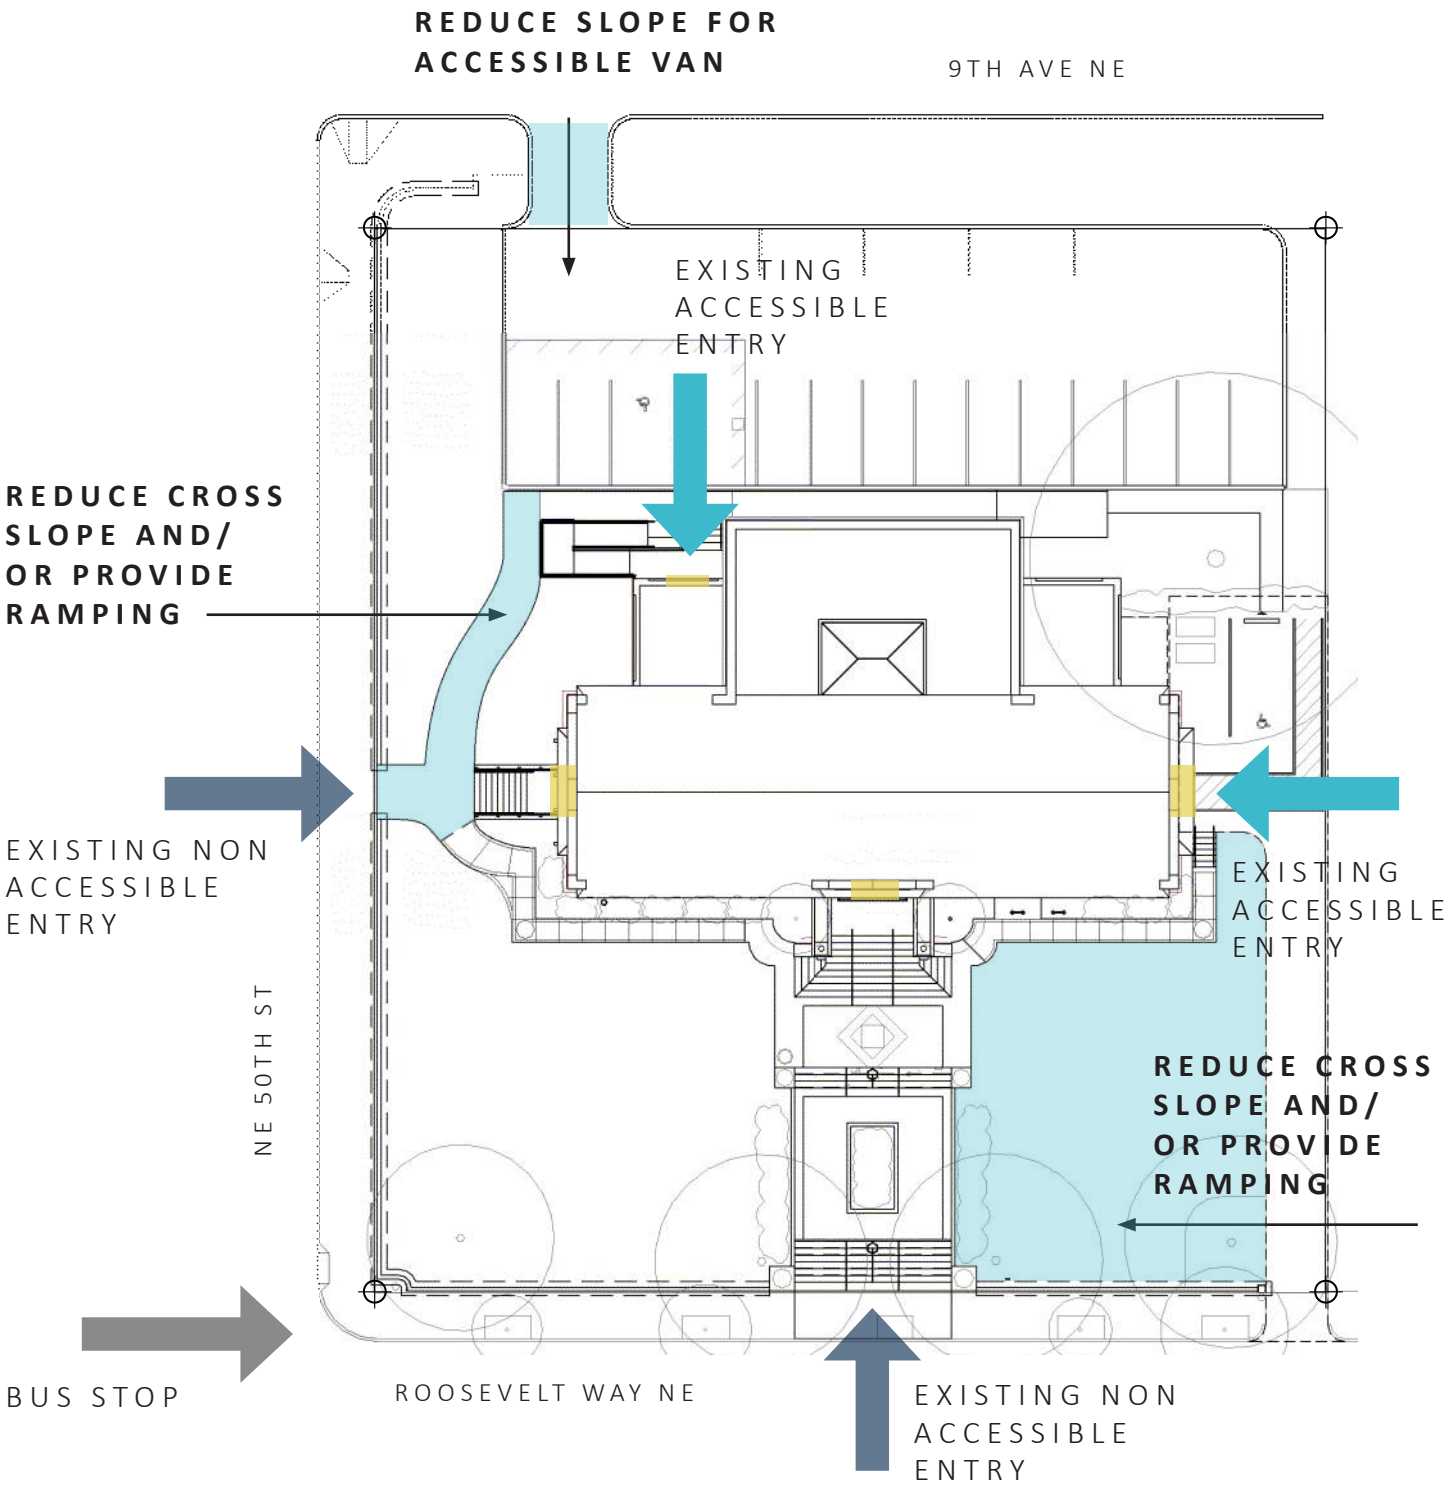 REDUCE SLOPE FOR
ACCESSIBLE VAN
9TH AVE NE
EXISTING
ACCESSIBLE
ENTRY
REDUCE CROSS
SLOPE AND/
OR PROVIDE
RAMPING
EXISTING NON
ACCESSIBLE
ENTRY
EXISTING
ACCESSIBLE
ENTRY
NE 50TH ST
REDUCE CROSS
SLOPE AND/
OR PROVIDE
RAMPING
BUS STOP
ROOSEVELT WAY NE
EXISTING NON
ACCESSIBLE
ENTRY